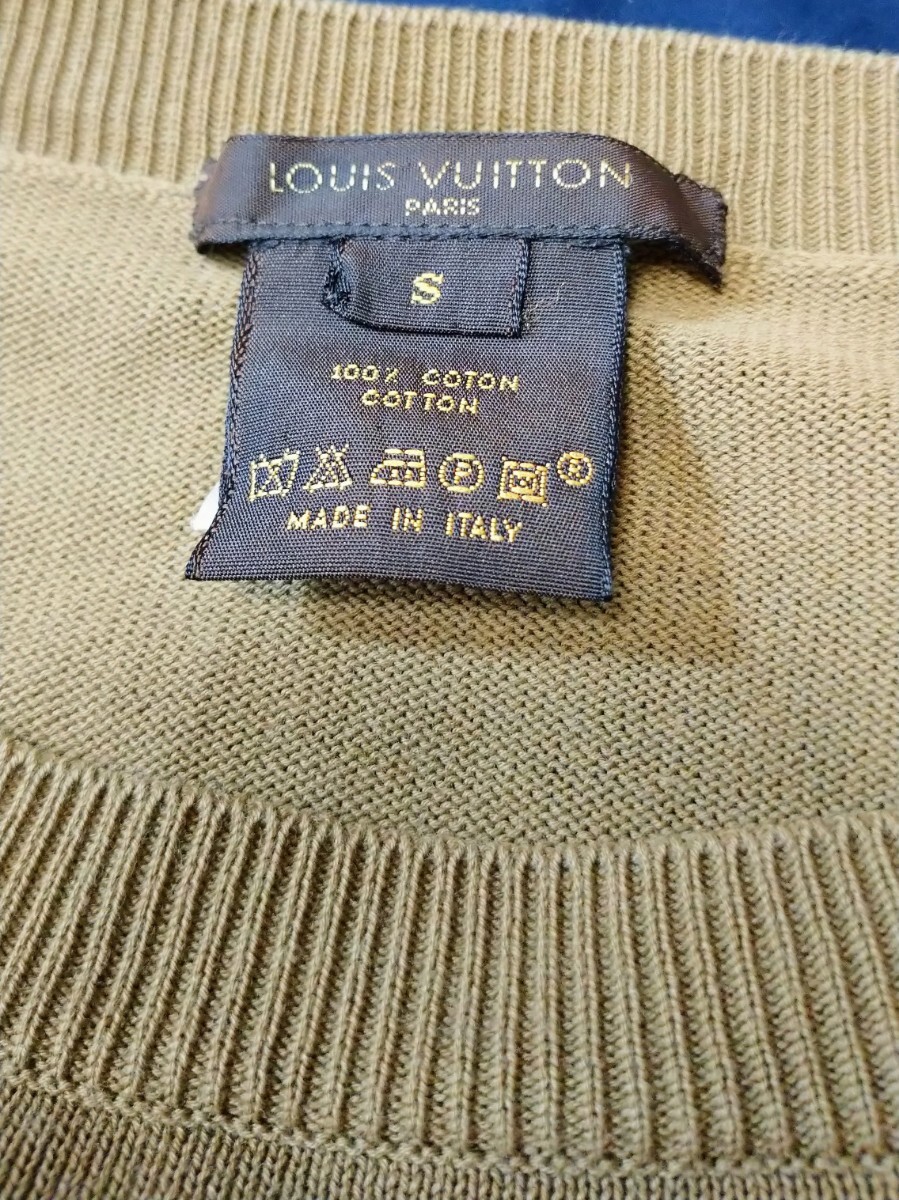 LOUIS VUITTON
PARIS
S
100% COTON
COTTON
P ®
MADE IN ITALY